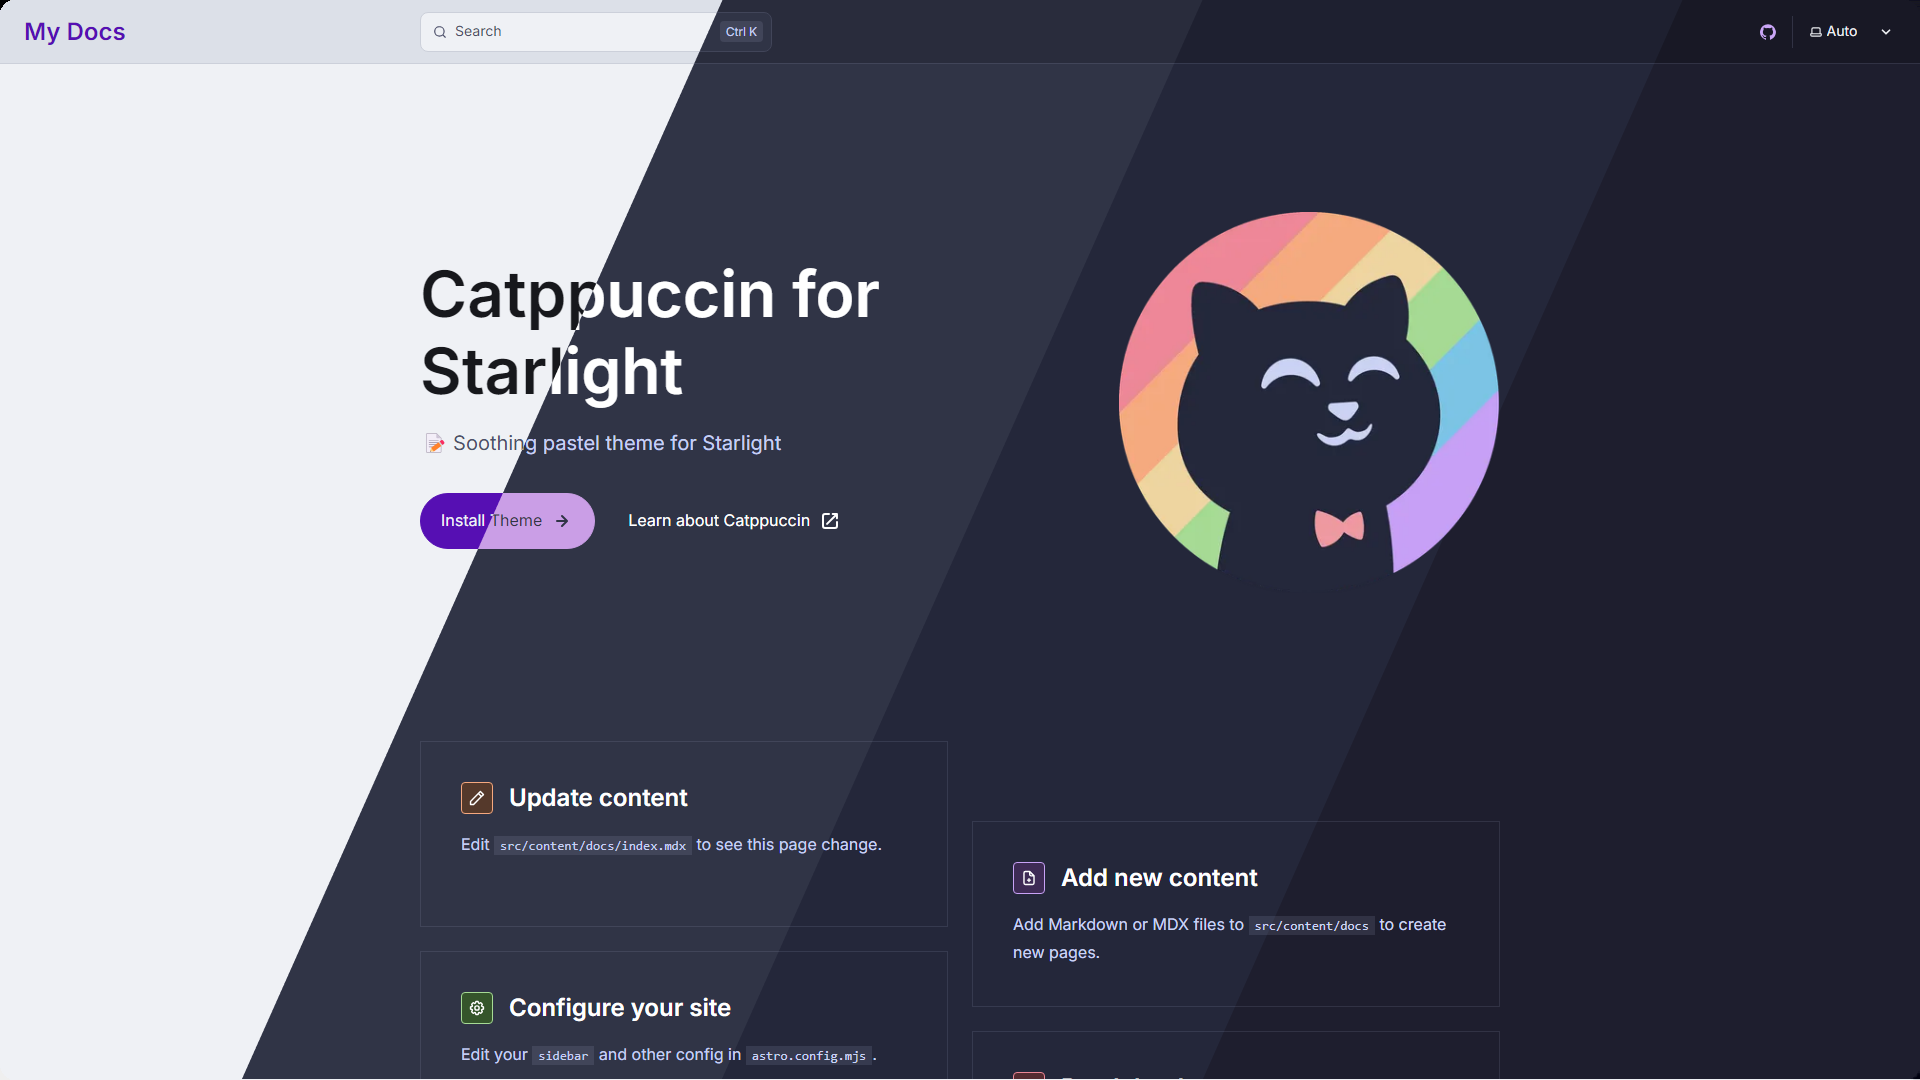 My Docs
Search
Ctrl K
Auto
Catppuccin for
Starlight
📝 Soothing pastel theme for Starlight
Install Theme
Learn about Catppuccin
Update content
Edit src/content/docs/index.mdx to see this page change.
Add new content
Add Markdown or MDX files to src/content/docs to create
new pages.
Configure your site
Edit your sidebar and other config in astro.config.mjs.